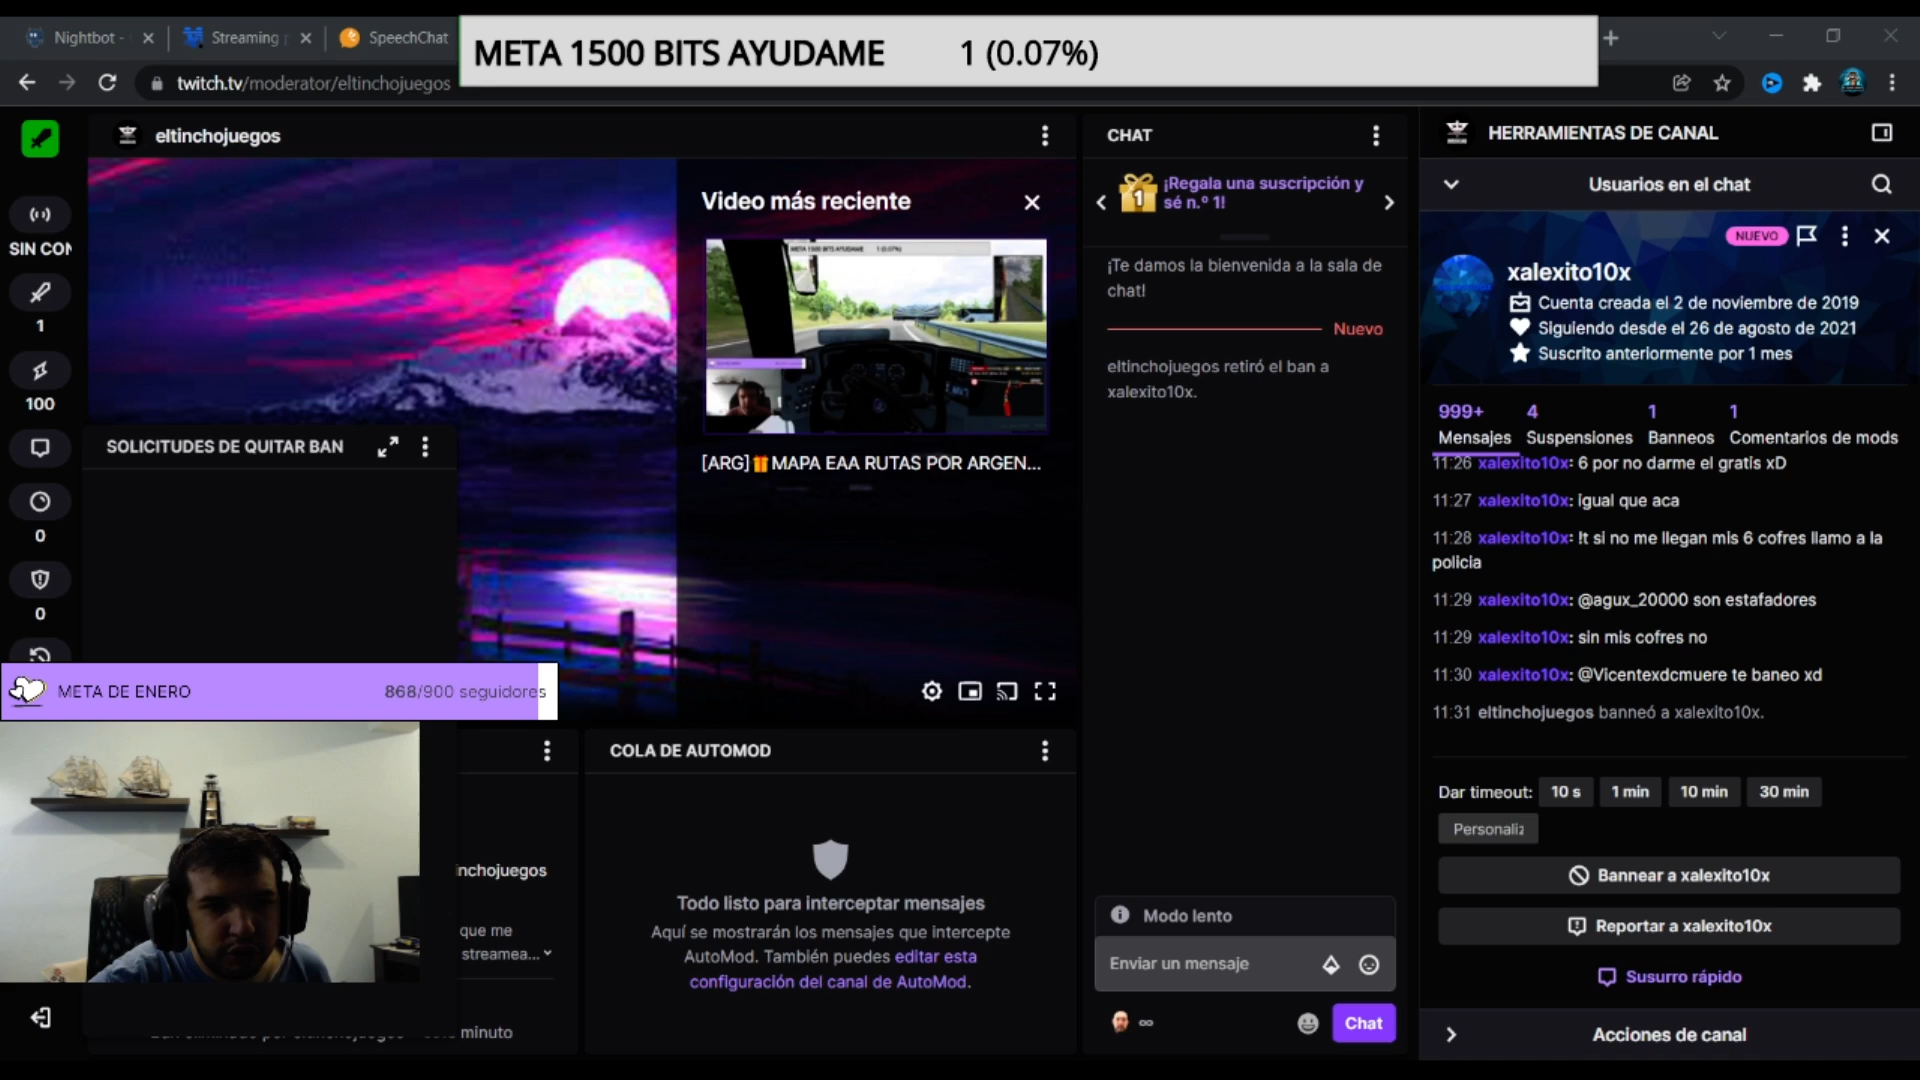 Nightbot -
Streaming
SpeechChat
META 1500 BITS AYUDAME 1 (0.07%)
twitch.tv/moderator/eltinchojuegos
eltinchojuegos
SIN CON
1
100
0
0
Video más reciente
META 1500 BITS AYUDAME 1 (0.07%)
[ARG]🎁MAPA EAA RUTAS POR ARGEN...
SOLICITUDES DE QUITAR BAN
META DE ENERO 868/900 seguidores
inchojuegos
que me
streamea...
minuto
COLA DE AUTOMOD
Todo listo para interceptar mensajes
Aquí se mostrarán los mensajes que intercepte
AutoMod. También puedes editar esta
configuración del canal de AutoMod.
CHAT
1
¡Regala una suscripción y
sé n.º 1!
¡Te damos la bienvenida a la sala de
chat!
Nuevo
eltinchojuegos retiró el ban a
xalexito10x.
Modo lento
Enviar un mensaje
∞
Chat
HERRAMIENTAS DE CANAL
Usuarios en el chat
NUEVO
xalexito10x
Cuenta creada el 2 de noviembre de 2019
Siguiendo desde el 26 de agosto de 2021
Suscrito anteriormente por 1 mes
999+ 4 1 1
Mensajes Suspensiones Banneos Comentarios de mods
11:26 xalexito10x: 6 por no darme el gratis xD
11:27 xalexito10x: igual que aca
11:28 xalexito10x: !t si no me llegan mis 6 cofres llamo a la
policia
11:29 xalexito10x: @agux_20000 son estafadores
11:29 xalexito10x: sin mis cofres no
11:30 xalexito10x: @Vicentexdcmuere te baneo xd
11:31 eltinchojuegos banneó a xalexito10x.
Dar timeout: 10 s 1 min 10 min 30 min
Personaliz
Bannear a xalexito10x
Reportar a xalexito10x
Susurro rápido
Acciones de canal